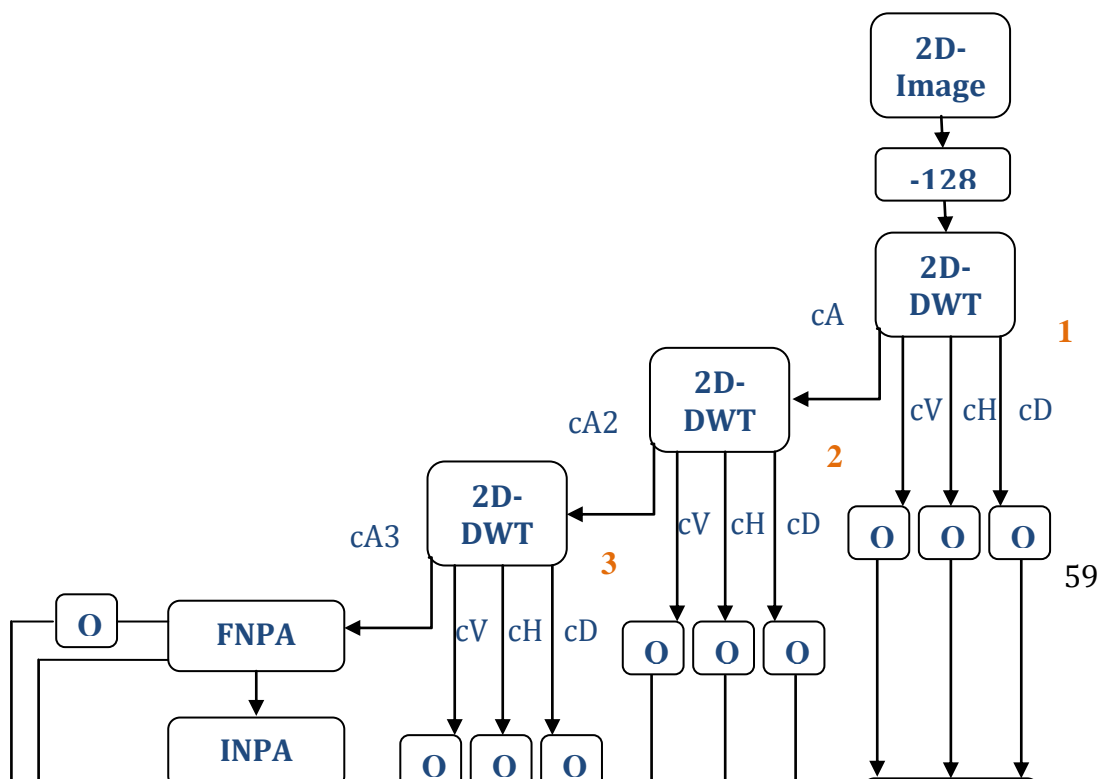 2D-
Image
-128
2D-
DWT
cA
1
2D-
DWT
cV cH cD
cA2
2
2D-
DWT
cV cH cD
O O O
cA3
3
59
O
FNPA
cV cH cD
O O O
INPA
O O O